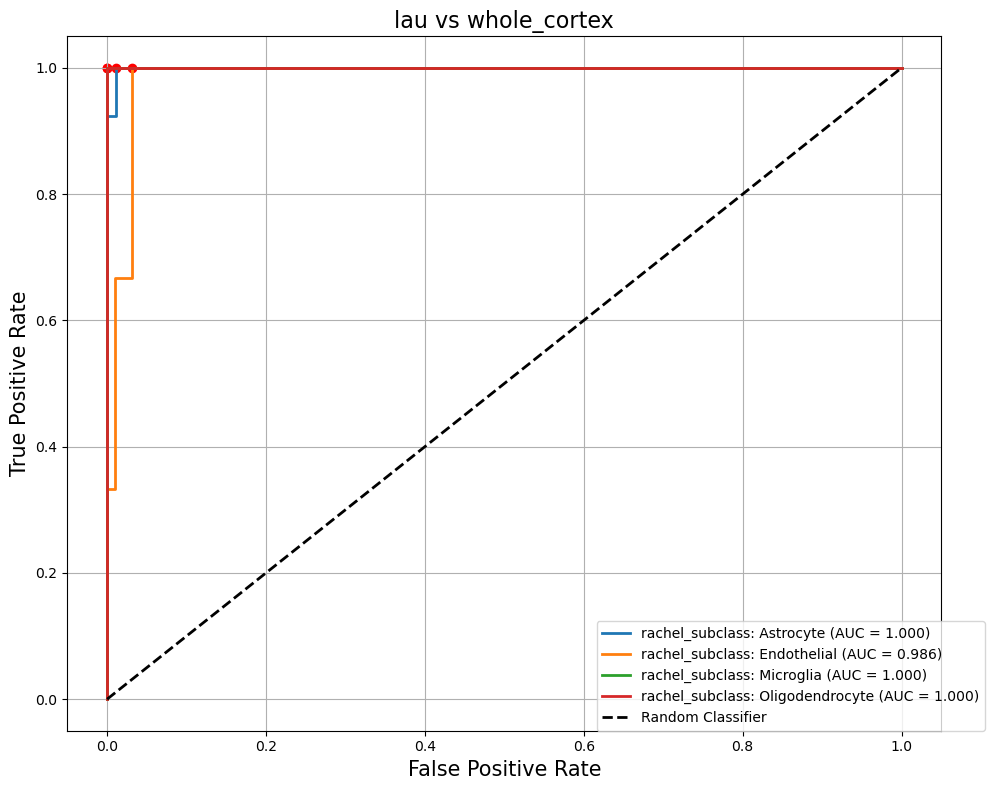 lau vs whole_cortex
True Positive Rate
1.0
0.8
0.6
0.4
0.2
0.0
rachel_subclass: Astrocyte (AUC = 1.000)
rachel_subclass: Endothelial (AUC = 0.986)
rachel_subclass: Microglia (AUC = 1.000)
rachel_subclass: Oligodendrocyte (AUC = 1.000)
Random Classifier
0.0 0.2 0.4 0.6 0.8 1.0
False Positive Rate